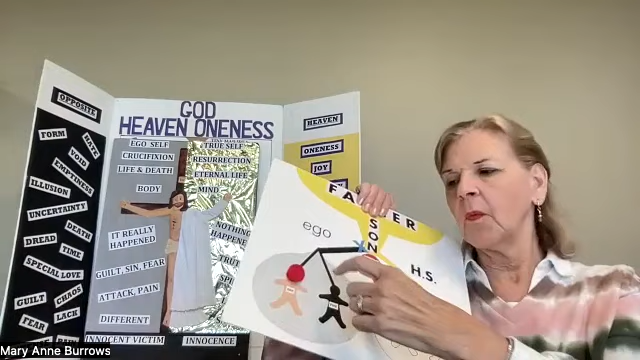 OPPOSITE
FORM
HATE
VOID
EMPTINESS
ILLUSION
UNCERTAINTY
DEATH
DREAD
TIME
SPECIAL LOVE
GUILT
CHAOS
LACK
FEAR
GOD
HEAVEN ONENESS
EGO SELF
CRUCIFIXION
LIFE & DEATH
BODY
IT REALLY
HAPPENED
GUILT, SIN, FEAR
ATTACK, PAIN
DIFFERENT
INNOCENT VICTIM
TRUE SELF
RESURRECTION
ETERNAL LIFE
MIND
NOTHING
INNOCENCE
HEAVEN
ONENESS
JOY
SON
ego
H.S.
Mary Anne Burrows